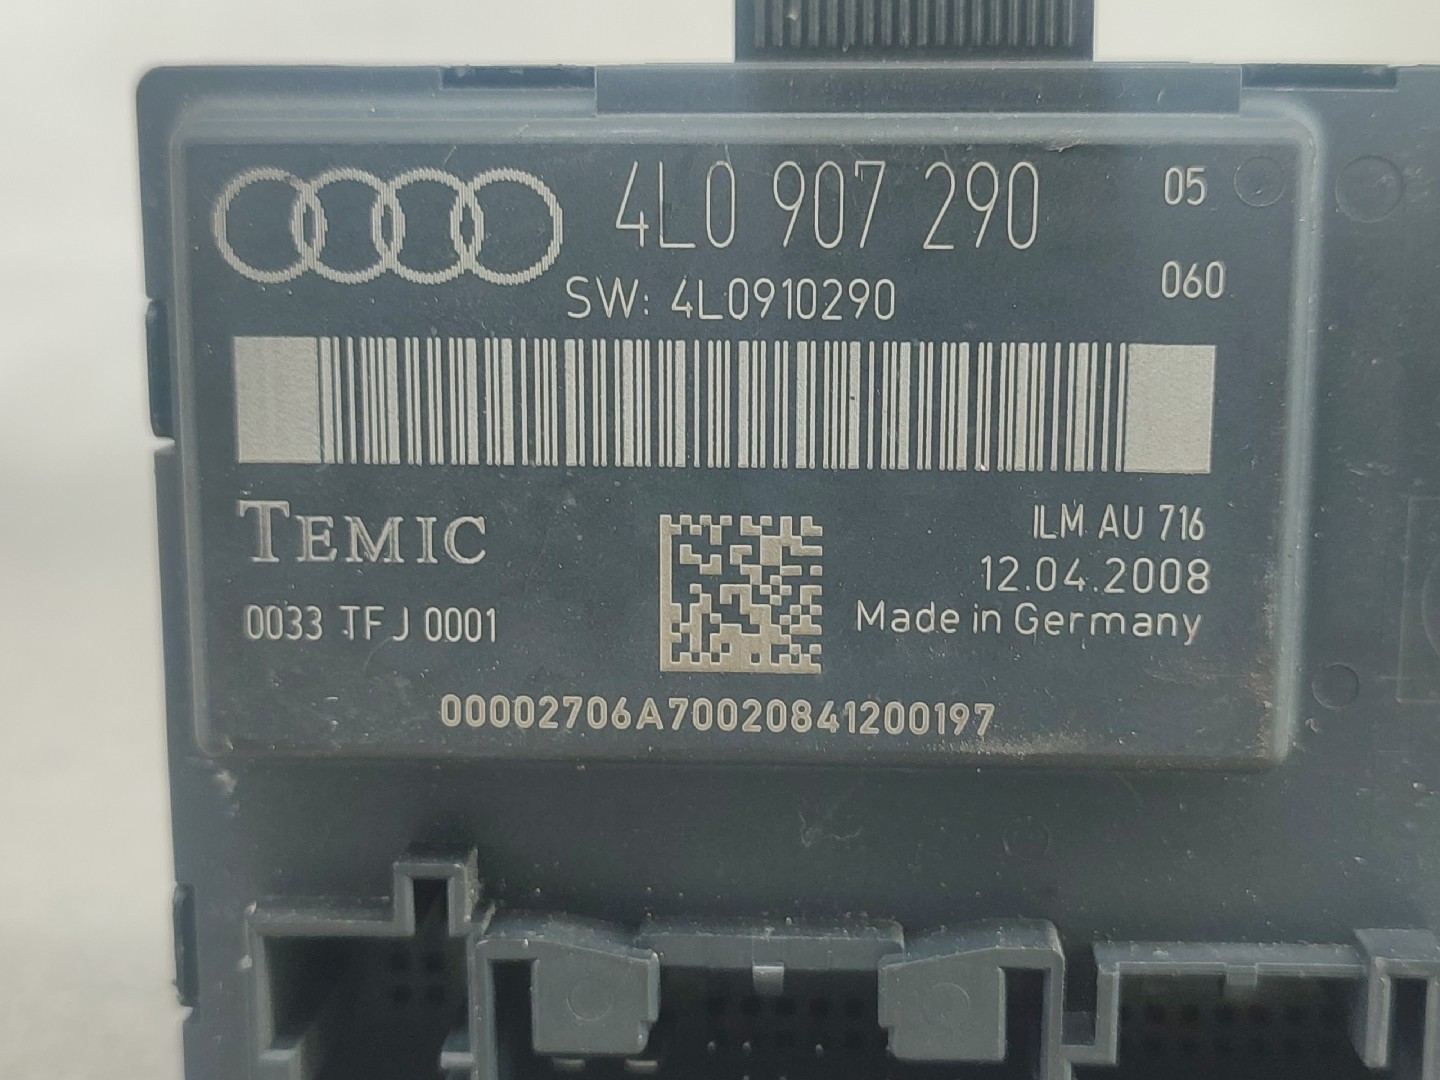 4L0 907 290 05
SW: 4L0910290 060
TEMIC
ILM AU 716
12.04.2008
0033 TFJ 0001
Made in Germany
00002706A70020841200197